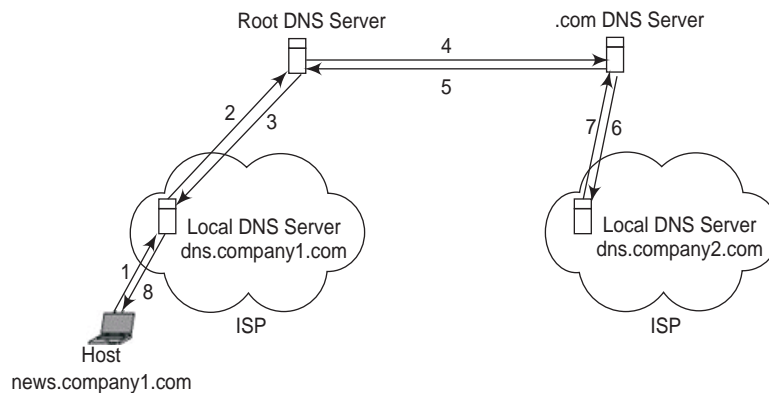 Root DNS Server
.com DNS Server
4
5
2
3
7
6
Local DNS Server
dns.company1.com
Local DNS Server
dns.company2.com
1
8
ISP
ISP
Host
news.company1.com